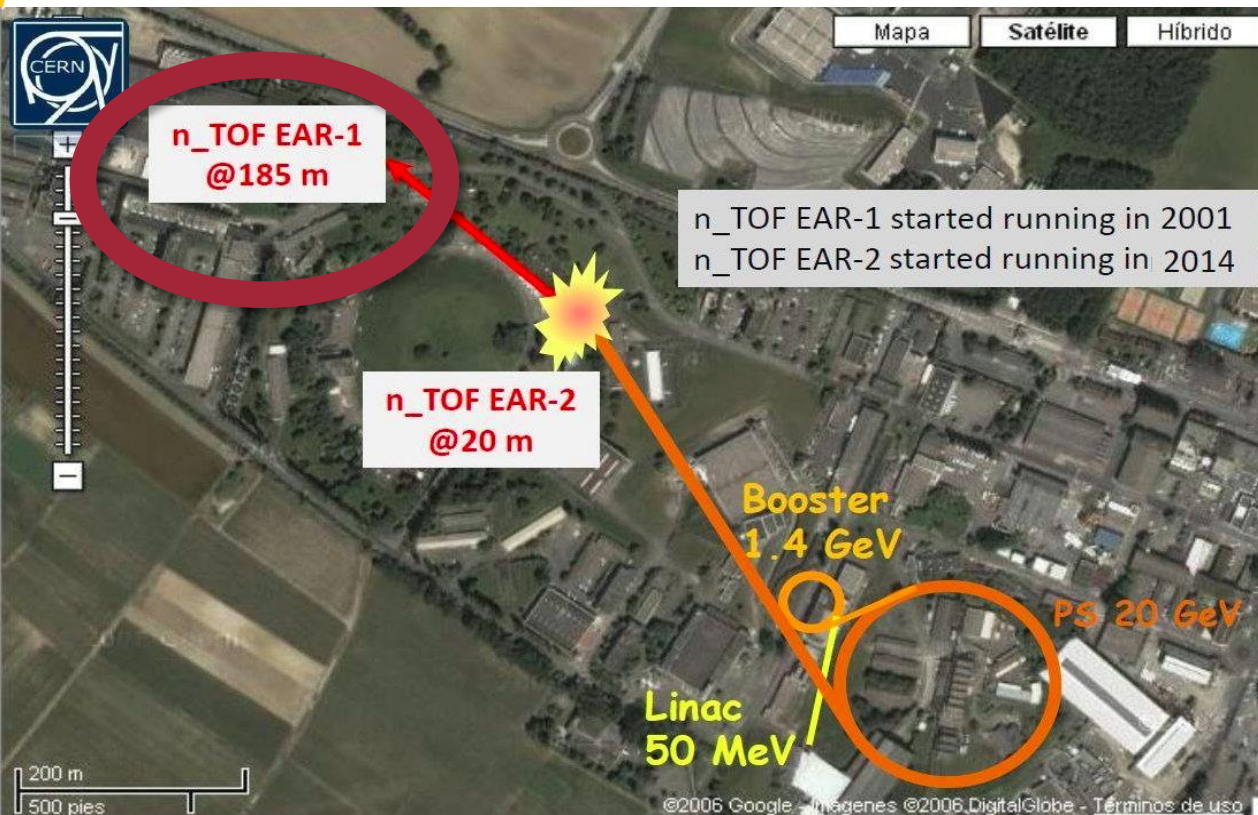 CERN
Mapa
Satélite
Híbrido
n_TOF EAR-1
@185 m
n_TOF EAR-1 started running in 2001
n_TOF EAR-2 started running in 2014
n_TOF EAR-2
@20 m
Booster
1.4 GeV
PS 20 GeV
Linac
50 MeV
200 m
500 pies
©2006 Google - Imágenes ©2006 DigitalGlobe - Términos de uso